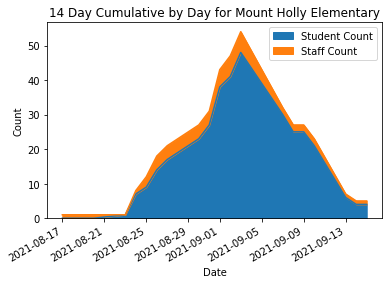 14 Day Cumulative by Day for Mount Holly Elementary
Student Count
Staff Count
Count
50
40
30
20
10
0
2021-08-17
2021-08-21
2021-08-25
2021-08-29
2021-09-01
2021-09-05
2021-09-09
2021-09-13
Date